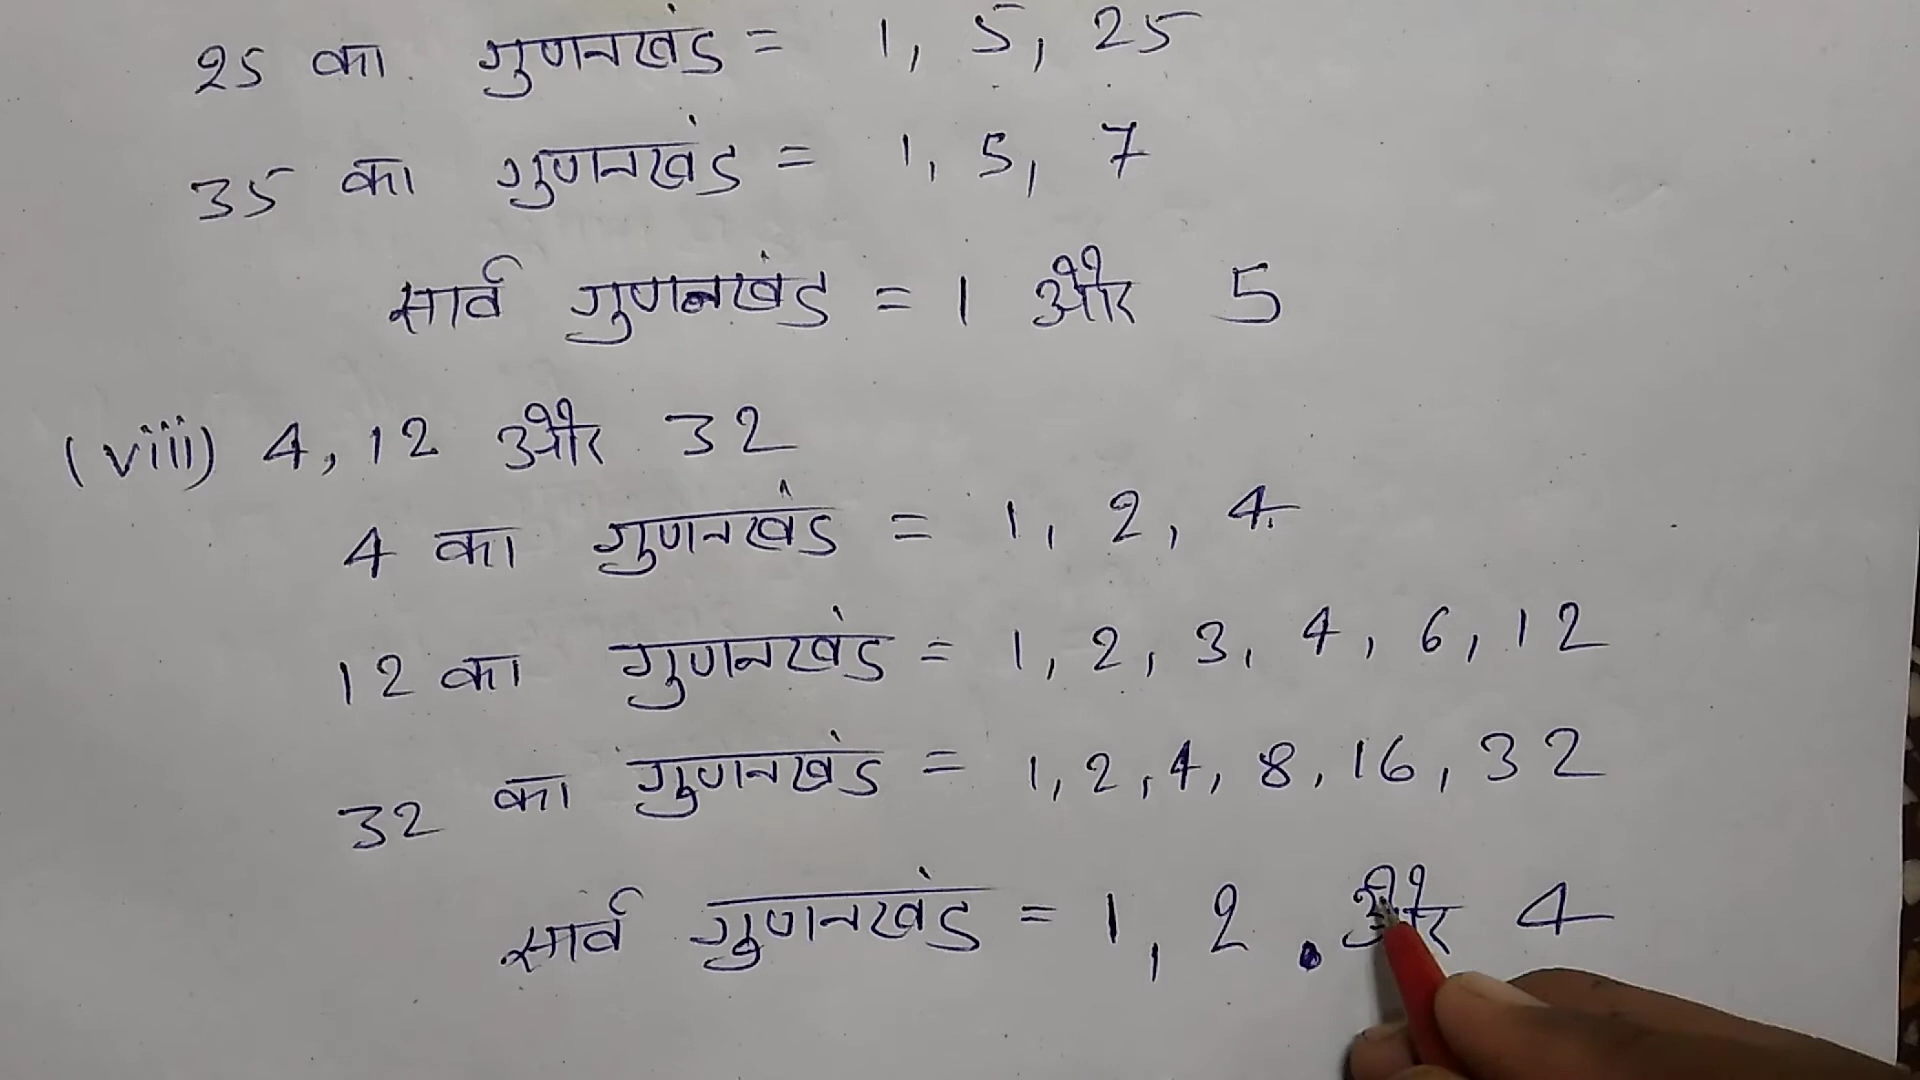 25 का गुणनखंड = 1, 5, 25
35 का गुणनखंड = 1, 5, 7
सार्व गुणनखंड = 1 और 5
(viii) 4, 12 और 32
4 का गुणनखंड = 1, 2, 4
12 का गुणनखंड = 1, 2, 3, 4, 6, 12
32 का गुणनखंड = 1, 2, 4, 8, 16, 32
सार्व गुणनखंड = 1, 2 और 4